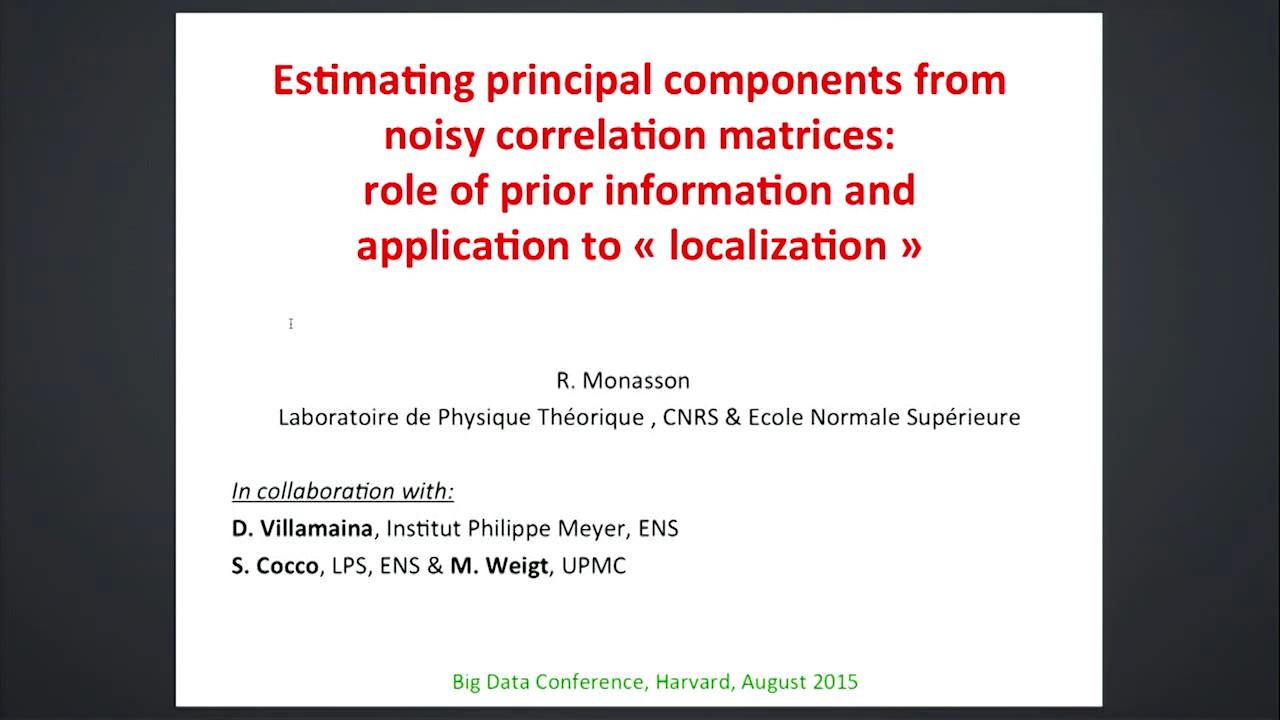 Estimating principal components from
noisy correlation matrices:
role of prior information and
application to « localization »
R. Monasson
Laboratoire de Physique Théorique , CNRS & Ecole Normale Supérieure
In collaboration with:
D. Villamaina, Institut Philippe Meyer, ENS
S. Cocco, LPS, ENS & M. Weigt, UPMC
Big Data Conference, Harvard, August 2015